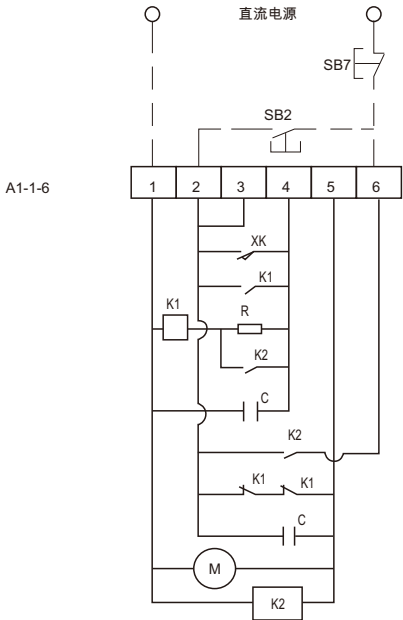 直流电源
SB7
SB2
A1-1-6
1 2 3 4 5 6
XK
K1
K1
R
K2
C
K2
K1 K1
C
M
K2